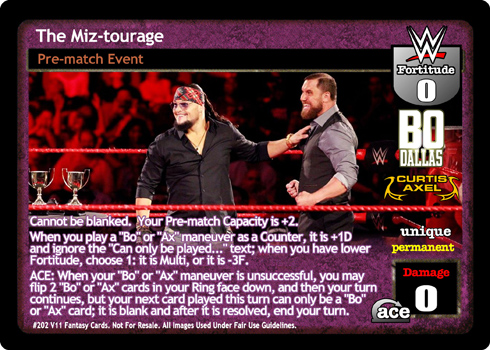 The Miz-tourage
Pre-match Event
W
Fortitude
0
BO
DALLAS
CURTIS
AXEL
unique
permanent
Cannot be blanked. Your Pre-match Capacity is +2.
When you play a "Bo" or "Ax" maneuver as a Counter, it is +1D
and ignore the "Can only be played..." text; when you have lower
Fortitude, choose 1: it is Multi, or it is -3F.
ACE: When your "Bo" or "Ax" maneuver is unsuccessful, you may
flip 2 "Bo" or "Ax" cards in your Ring face down, and then your turn
continues, but your next card played this turn can only be a "Bo"
or "Ax" card; it is blank and after it is resolved, end your turn.
Damage
ace
0
#202 V11 Fantasy Cards. Not For Resale. All Images Used Under Fair Use Guidelines.